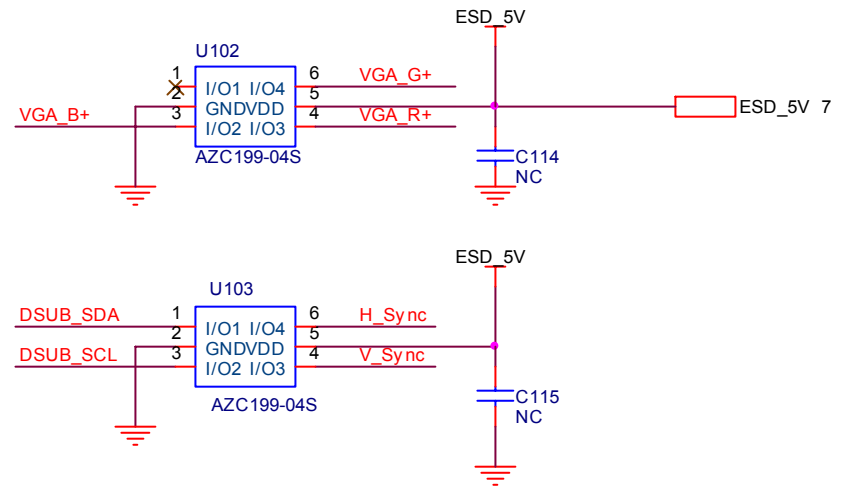 ESD_5V
U102
1 I/O1 I/O4 6 VGA_G+
2 GNDVDD 5 ESD_5V 7
VGA_B+ 3 I/O2 I/O3 4 VGA_R+
AZC199-04S
C114
NC
ESD_5V
U103
DSUB_SDA 1 I/O1 I/O4 6 H_Sync
2 GNDVDD 5
DSUB_SCL 3 I/O2 I/O3 4 V_Sync
AZC199-04S
C115
NC